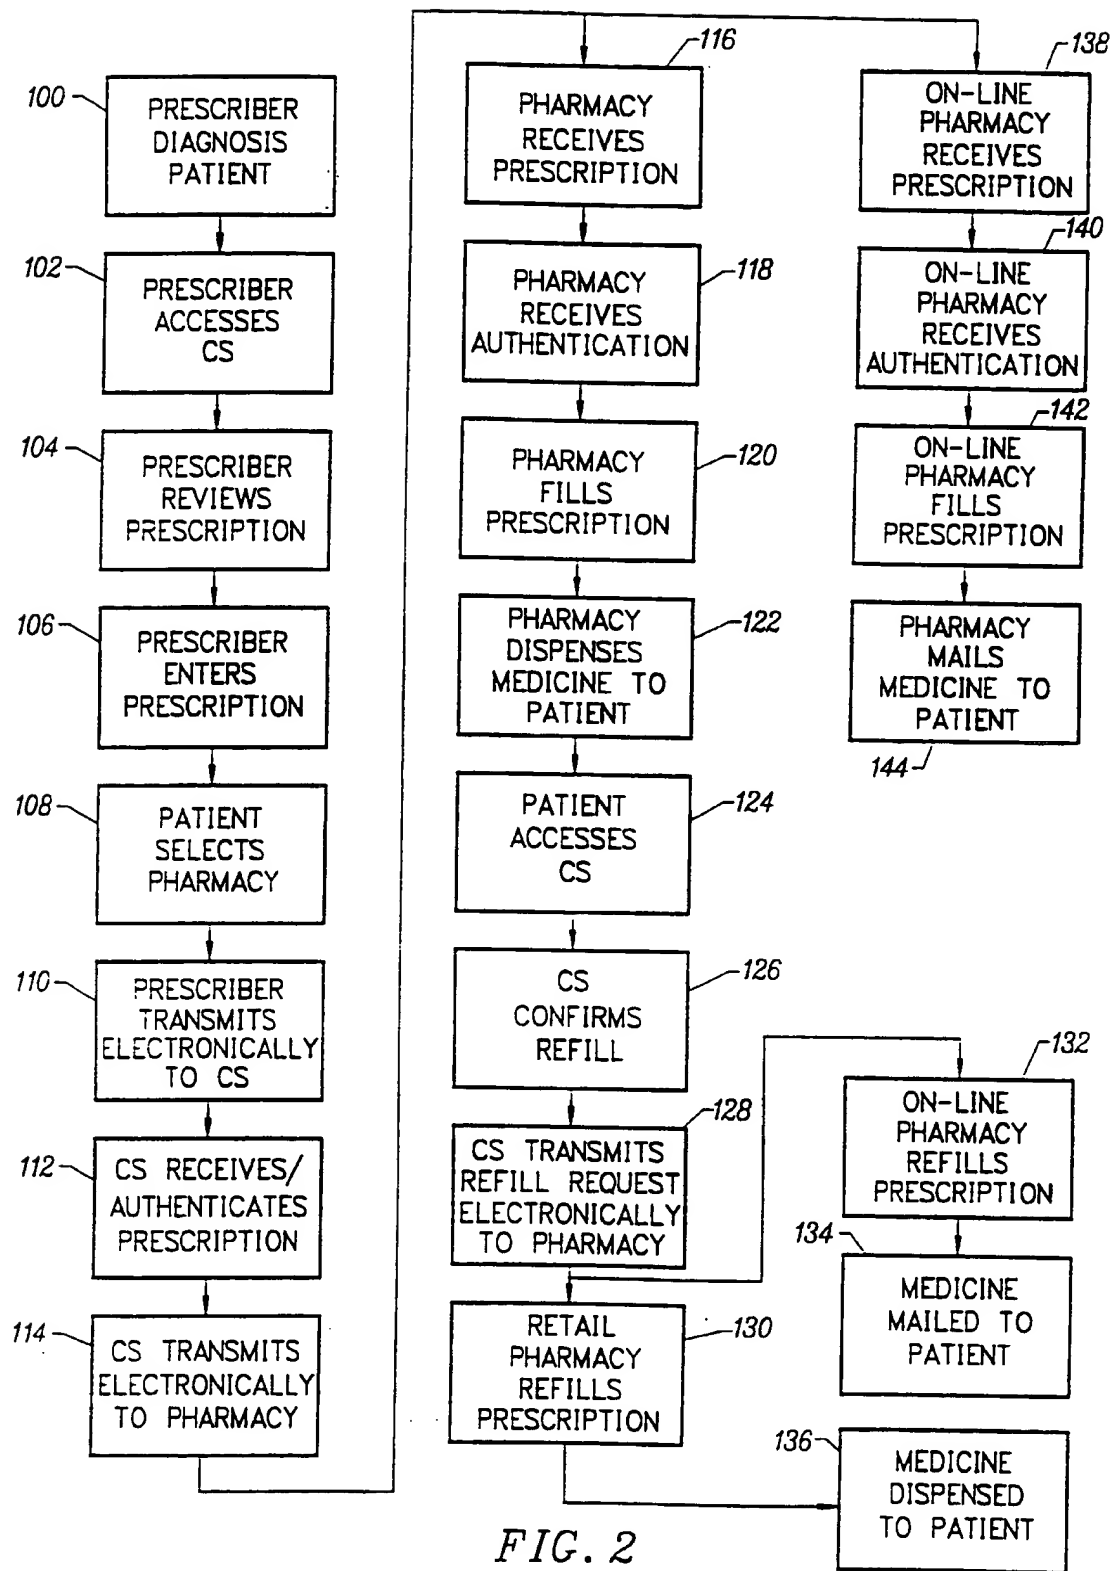 100
PRESCRIBER
DIAGNOSIS
PATIENT
102
PRESCRIBER
ACCESSES
CS
104
PRESCRIBER
REVIEWS
PRESCRIPTION
106
PRESCRIBER
ENTERS
PRESCRIPTION
108
PATIENT
SELECTS
PHARMACY
110
PRESCRIBER
TRANSMITS
ELECTRONICALLY
TO CS
112
CS RECEIVES/
AUTHENTICATES
PRESCRIPTION
114
CS TRANSMITS
ELECTRONICALLY
TO PHARMACY
116
PHARMACY
RECEIVES
PRESCRIPTION
118
PHARMACY
RECEIVES
AUTHENTICATION
120
PHARMACY
FILLS
PRESCRIPTION
122
PHARMACY
DISPENSES
MEDICINE TO
PATIENT
124
PATIENT
ACCESSES
CS
126
CS
CONFIRMS
REFILL
128
CS TRANSMITS
REFILL REQUEST
ELECTRONICALLY
TO PHARMACY
130
RETAIL
PHARMACY
REFILLS
PRESCRIPTION
138
ON-LINE
PHARMACY
RECEIVES
PRESCRIPTION
140
ON-LINE
PHARMACY
RECEIVES
AUTHENTICATION
142
ON-LINE
PHARMACY
FILLS
PRESCRIPTION
PHARMACY
MAILS
MEDICINE TO
PATIENT
144
132
ON-LINE
PHARMACY
REFILLS
PRESCRIPTION
134
MEDICINE
MAILED TO
PATIENT
136
MEDICINE
DISPENSED
TO PATIENT
FIG. 2